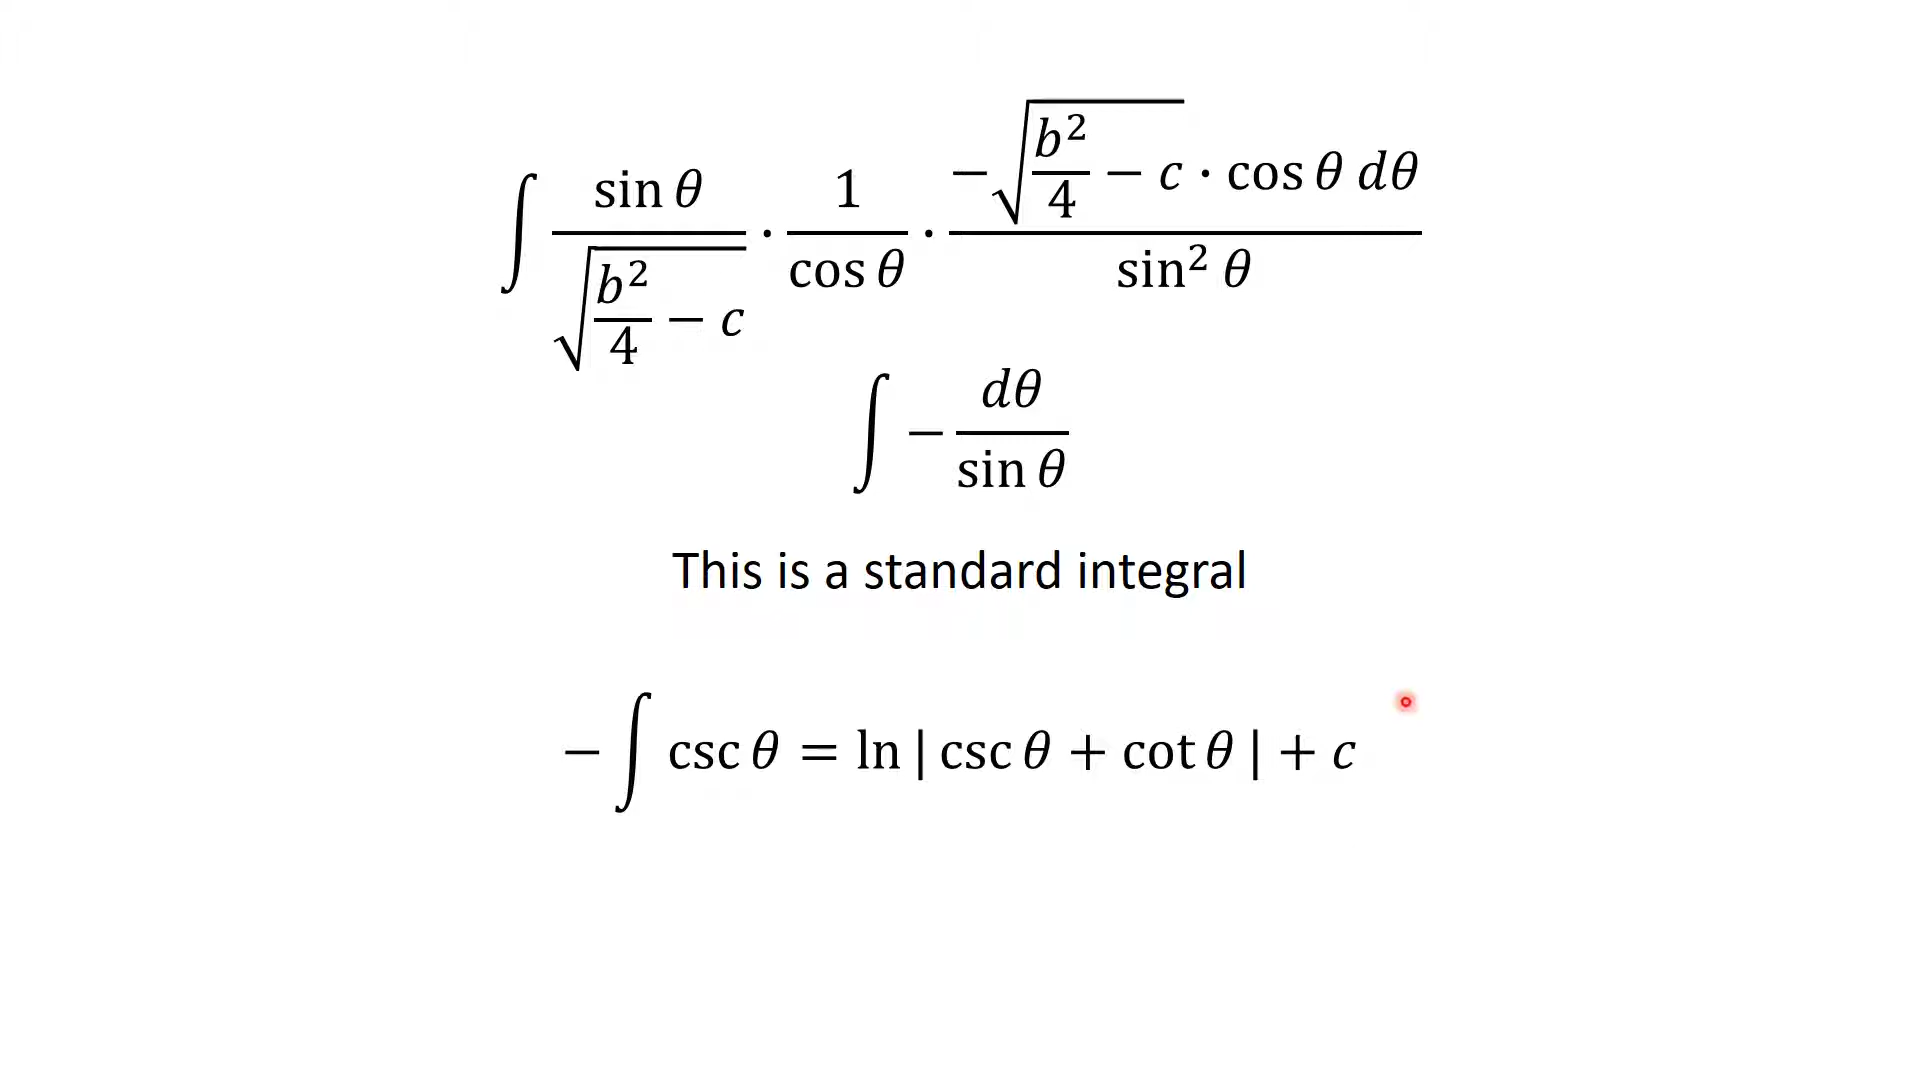 ∫ sin θ / √(b²/4 − c) · 1 / cos θ · −√(b²/4 − c) · cos θ dθ / sin² θ
∫ − dθ / sin θ
This is a standard integral
− ∫ csc θ = ln | csc θ + cot θ | + c